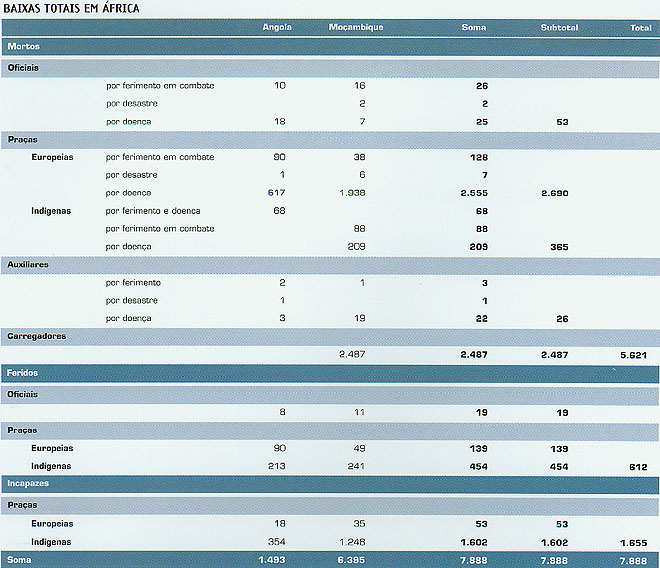 BAIXAS TOTAIS EM ÁFRICA
Angola Moçambique Soma Subtotal Total
Mortos
Oficiais
por ferimento em combate 10 16 26
por desastre 2 2
por doença 18 7 25 53
Praças
Europeias por ferimento em combate 90 38 128
por desastre 1 6 7
por doença 617 1.938 2.555 2.690
Indígenas por ferimento e doença 68 68
por ferimento em combate 88 88
por doença 209 209 365
Auxiliares
por ferimento 2 1 3
por desastre 1 1
por doença 3 19 22 26
Carregadores
2.487 2.487 2.487 5.621
Feridos
Oficiais
8 11 19 19
Praças
Europeias 90 49 139 139
Indígenas 213 241 454 454 612
Incapazes
Praças
Europeias 18 35 53 53
Indígenas 354 1.248 1.602 1.602 1.655
Soma 1.493 6.395 7.888 7.888 7.888